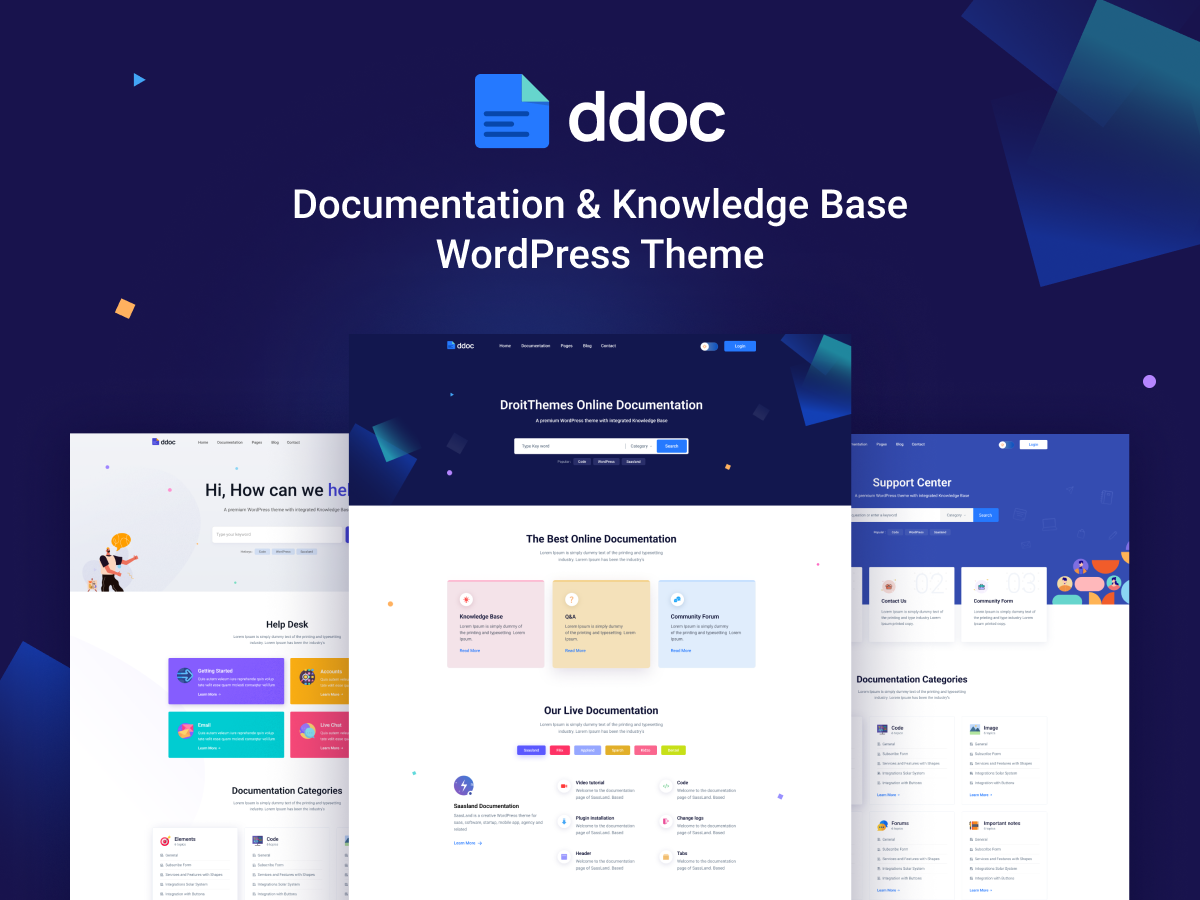 ddoc
Documentation & Knowledge Base
WordPress Theme
ddoc
Home Documentation Pages Blog Contact
Login
DroitThemes Online Documentation
A premium WordPress theme with integrated Knowledge Base
Type Key word
Category
Search
Popular:
Code
WordPress
Saasland
The Best Online Documentation
Lorem Ipsum is simply dummy text of the printing and typesetting
industry. Lorem Ipsum has been the industry's
Knowledge Base
Lorem Ipsum is simply dummy of
the printing and typesetting. Lorem
Ipsum.
Read More
Q&A
Lorem Ipsum is simply dummy
of the printing and typesetting. Lorem
Ipsum.
Read More
Community Forum
Lorem Ipsum is simply dummy of
the printing and typesetting. Lorem
Ipsum.
Read More
Our Live Documentation
Lorem Ipsum is simply dummy text of the printing and typesetting
industry. Lorem Ipsum has been the industry's
Saasland Documentation
SaasLand is a creative WordPress theme for
saas, software, startup, mobile app, agency and
related
Learn More
Video tutorial
Welcome to the documentation
page of SaasLand. Based
Code
Welcome to the documentation
page of SaasLand. Based
Plugin installation
Welcome to the documentation
page of SaasLand. Based
Change logs
Welcome to the documentation
page of SaasLand. Based
Header
Welcome to the documentation
page of SaasLand. Based
Tabs
Welcome to the documentation
page of SaasLand. Based
ddoc
Home Documentation Pages Blog Contact
Hi, How can we hel
A premium WordPress theme with integrated Knowledge Bas
Type your Keyword
Code
WordPress
Saasland
Help Desk
Lorem Ipsum is simply dummy text of the printing and typesetting
industry. Lorem Ipsum has been the industry's
Getting Started
Learn More
Accounts
Learn More
Email
Learn More
Live Chat
Learn More
Documentation Categories
Lorem Ipsum is simply dummy text of the printing and typesetting
industry. Lorem Ipsum has been the industry's
Elements
5 topics
General
Subscribe Form
Services and Features with Shapes
Integrations Solar System
Integration with Buttons
Code
General
Subscribe Form
Services and Features with Shapes
Integrations Solar System
Integration with Buttons
Pages Blog Contact
Login
Support Center
A premium WordPress theme with integrated Knowledge Base
Category
Search
Popular
Code
WordPress
Saasland
02
Contact Us
Lorem Ipsum is simply dummy text of
the printing and type industry. Lorem
Ipsum printed copy.
03
Community Form
Lorem Ipsum is simply dummy text of
the printing and type industry. Lorem
Ipsum
Documentation Categories
Lorem Ipsum is simply dummy text of the printing and typesetting
industry. Lorem Ipsum has been the industry's
Code
General
Subscribe Form
Services and Features with Shapes
Integrations Solar System
Integration with Buttons
Learn More
Image
General
Subscribe Form
Services and Features with Shapes
Integrations Solar System
Integration with Buttons
Learn More
Forums
General
Subscribe Form
Services and Features with Shapes
Integration with Buttons
Learn More
Important notes
General
Subscribe Form
Services and Features with Shapes
Integration with Buttons
Learn More